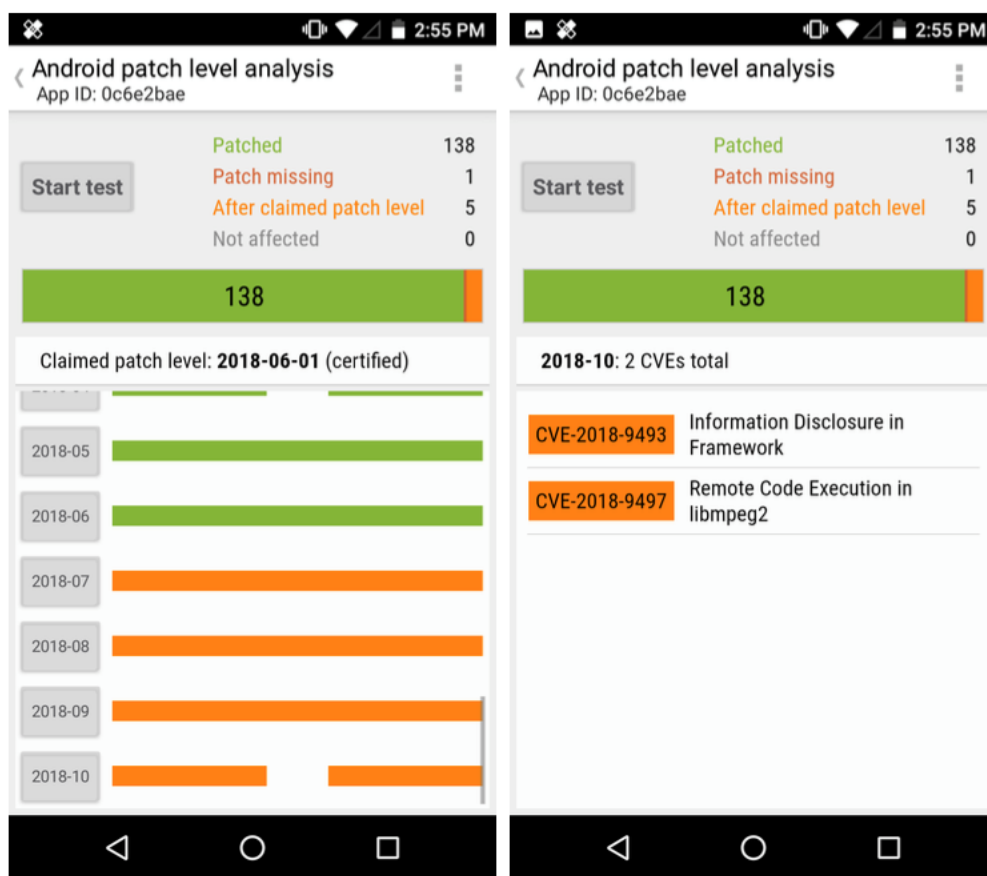 2:55 PM
Android patch level analysis
App ID: 0c6e2bae
Start test
Patched 138
Patch missing 1
After claimed patch level 5
Not affected 0
138
Claimed patch level: 2018-06-01 (certified)
2018-05
2018-06
2018-07
2018-08
2018-09
2018-10
2:55 PM
Android patch level analysis
App ID: 0c6e2bae
Start test
Patched 138
Patch missing 1
After claimed patch level 5
Not affected 0
138
2018-10: 2 CVEs total
CVE-2018-9493
Information Disclosure in
Framework
CVE-2018-9497
Remote Code Execution in
libmpeg2